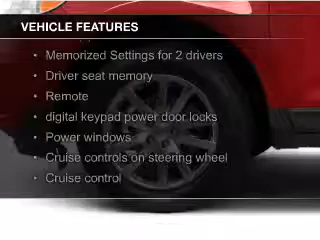 VEHICLE FEATURES
• Memorized Settings for 2 drivers
• Driver seat memory
• Remote
• digital keypad power door locks
• Power windows
• Cruise controls on steering wheel
• Cruise control